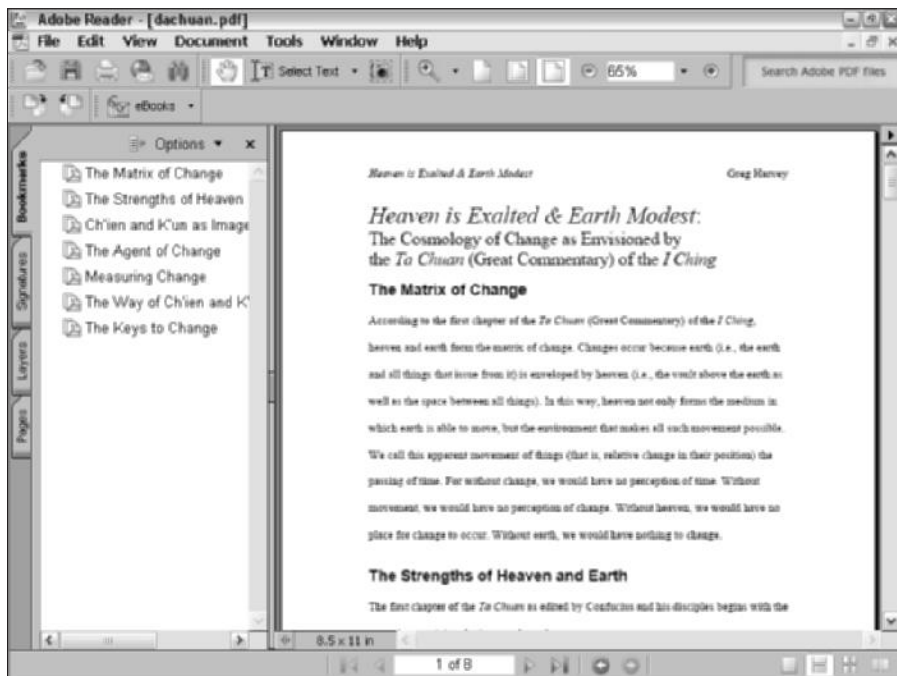 Adobe Reader - [dachuan.pdf]
File Edit View Document Tools Window Help
Select Text 65% Search Adobe PDF files
eBooks
Options
Bookmarks
Signatures
Layers
Pages
The Matrix of Change
The Strengths of Heaven
Ch'ien and K'un as Image
The Agent of Change
Measuring Change
The Way of Ch'ien and K'
The Keys to Change
Heaven is Exalted & Earth Modest Greg Harvey
Heaven is Exalted & Earth Modest:
The Cosmology of Change as Envisioned by
the Ta Chuan (Great Commentary) of the I Ching
The Matrix of Change
According to the first chapter of the Ta Chuan (Great Commentary) of the I Ching,
heaven and earth form the matrix of change. Changes occur because earth (i.e., the earth
and all things that issue from it) is enveloped by heaven (i.e., the vault above the earth as
well as the space between all things). In this way, heaven not only forms the medium in
which earth is able to move, but the environment that makes all such movement possible.
We call this apparent movement of things (that is, relative change in their position) the
passing of time. For without change, we would have no perception of time. Without
movement, we would have no perception of change. Without heaven, we would have no
place for change to occur. Without earth, we would have nothing to change.
The Strengths of Heaven and Earth
The first chapter of the Ta Chuan as edited by Confucius and his disciples begins with the
8.5 x 11 in
1 of 8